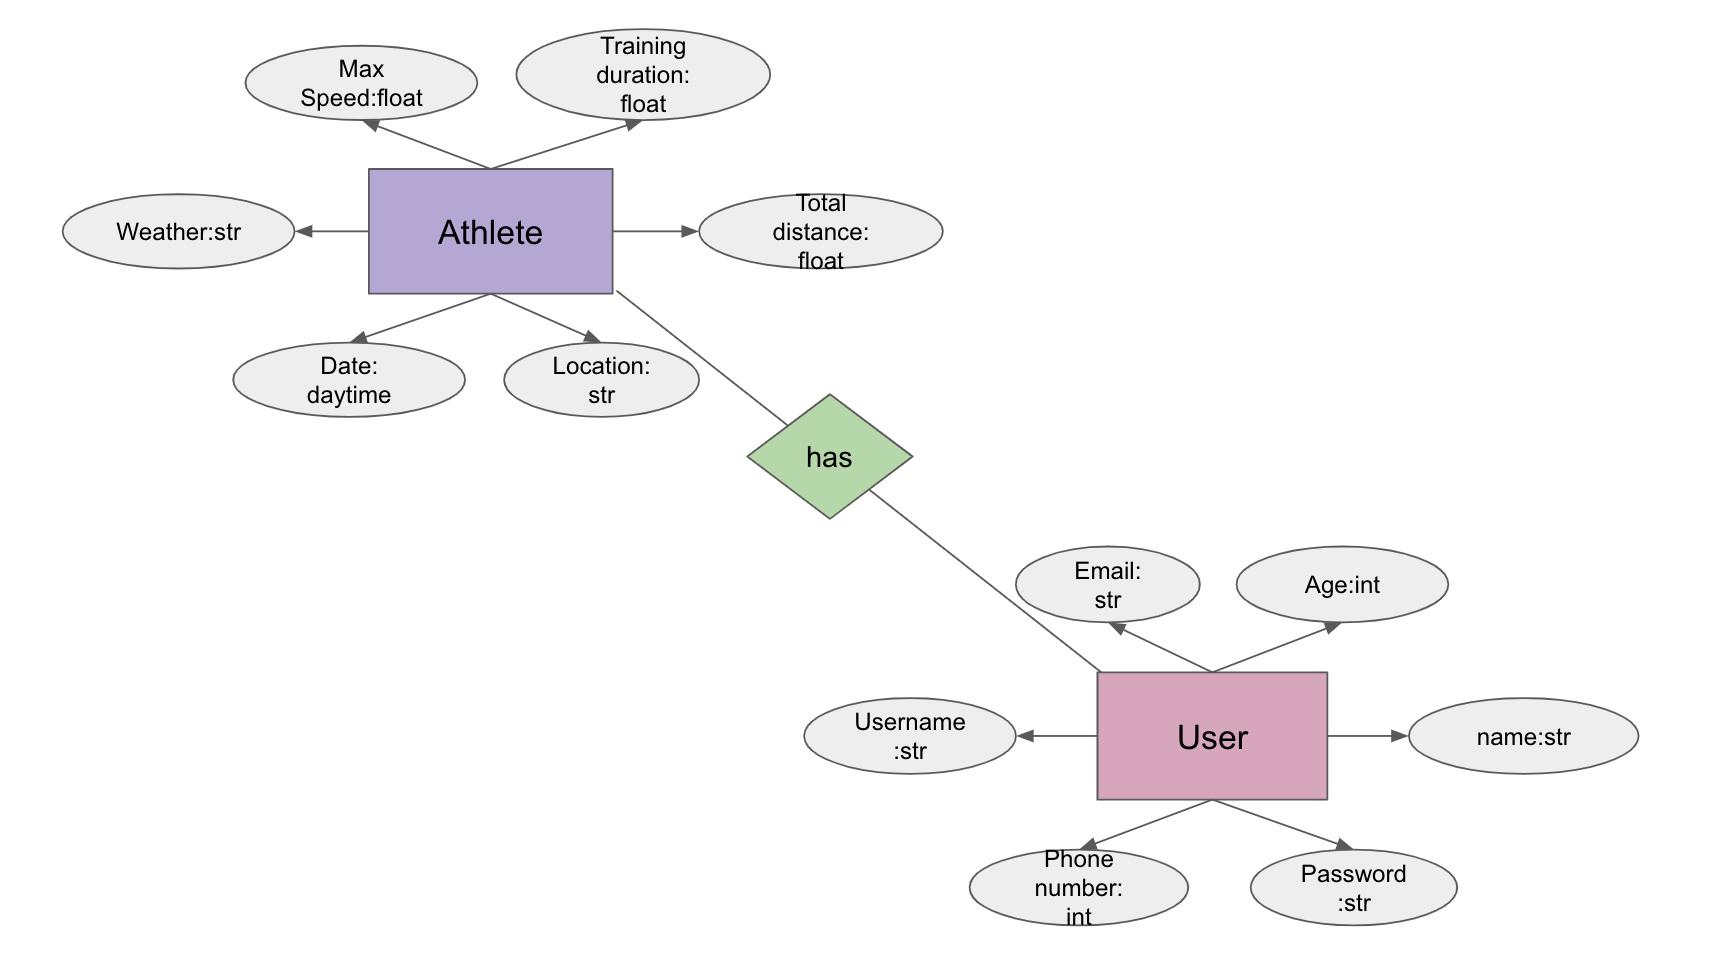 Max
Speed:float
Training
duration:
float
Weather:str
Athlete
Total
distance:
float
Date:
daytime
Location:
str
has
Email:
str
Age:int
Username
:str
User
name:str
Phone
number:
int
Password
:str